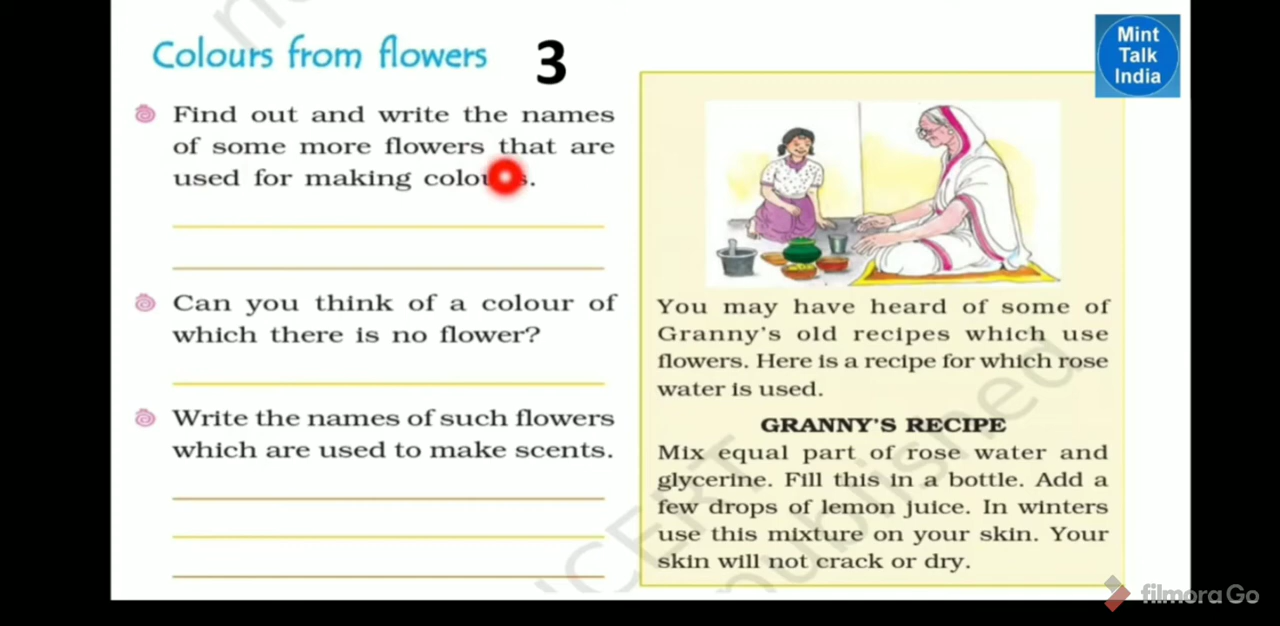 Colours from flowers 3
Find out and write the names
of some more flowers that are
used for making colours.
Can you think of a colour of
which there is no flower?
Write the names of such flowers
which are used to make scents.
Mint
Talk
India
You may have heard of some of
Granny's old recipes which use
flowers. Here is a recipe for which rose
water is used.
GRANNY'S RECIPE
Mix equal part of rose water and
glycerine. Fill this in a bottle. Add a
few drops of lemon juice. In winters
use this mixture on your skin. Your
skin will not crack or dry.
NCERT
filmora Go